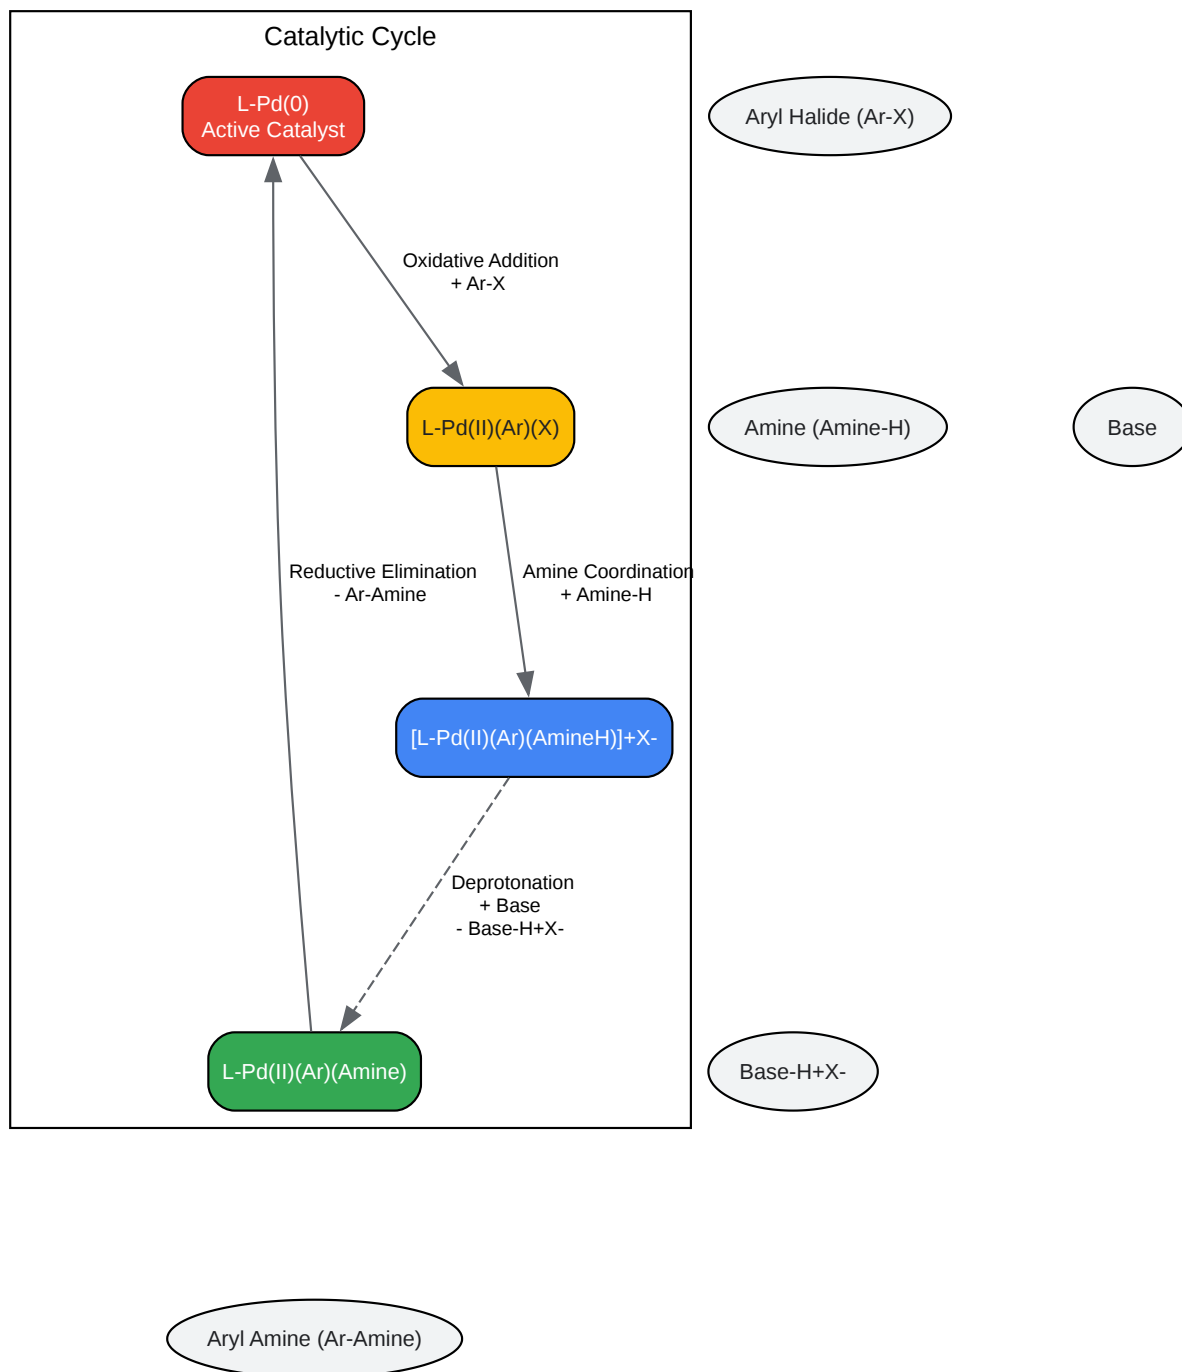 Catalytic Cycle
L-Pd(0)
Active Catalyst
Aryl Halide (Ar-X)
Oxidative Addition
+ Ar-X
L-Pd(II)(Ar)(X)
Amine (Amine-H)
Base
Reductive Elimination
- Ar-Amine
Amine Coordination
+ Amine-H
[L-Pd(II)(Ar)(AmineH)]+X-
Deprotonation
+ Base
- Base-H+X-
L-Pd(II)(Ar)(Amine)
Base-H+X-
Aryl Amine (Ar-Amine)